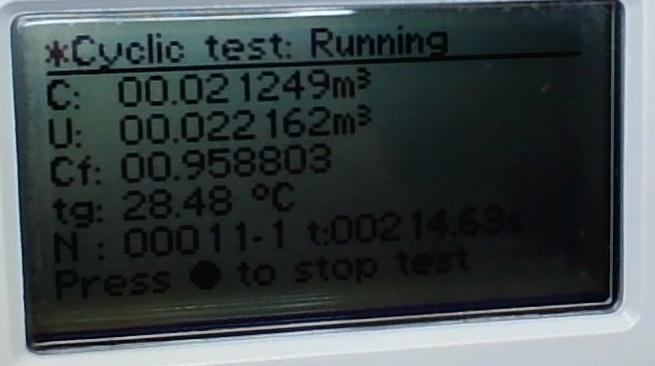 *Cyclic test: Running
C: 00.021249m³
U: 00.022162m³
Cf: 00.958803
tg: 28.48 °C
N : 00011-1 t:00214.63s
Press ● to stop test